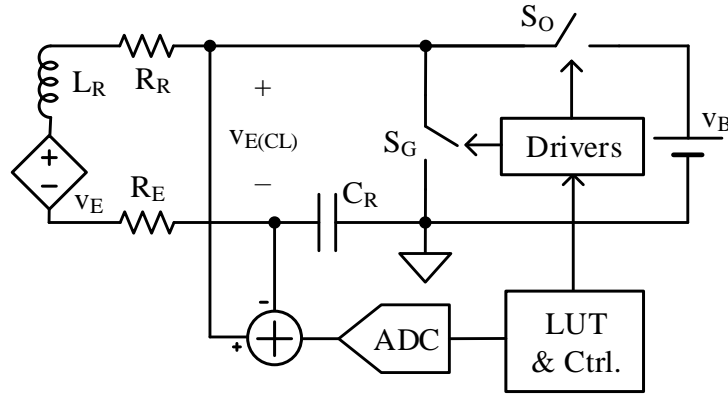 S_O
L_R
R_R
+
v_E(CL)
−
S_G
Drivers
v_B
+
−
v_E
R_E
C_R
-
+
ADC
LUT
& Ctrl.